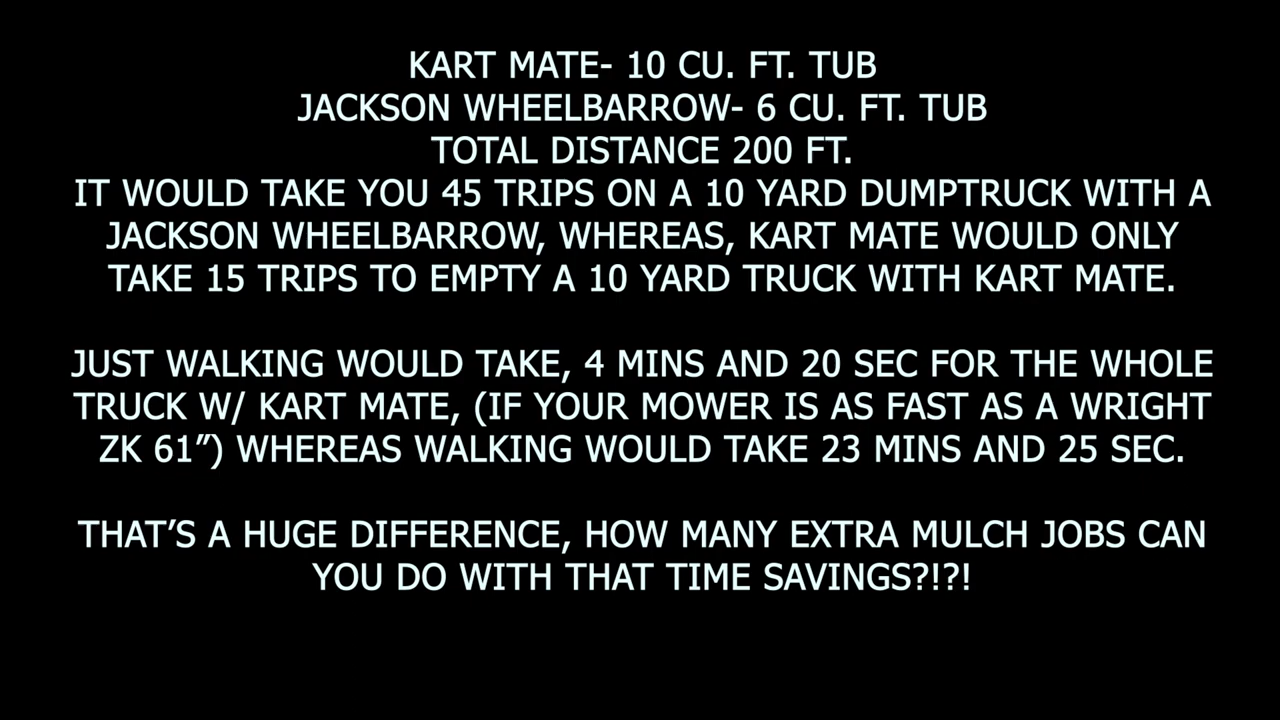 KART MATE- 10 CU. FT. TUB
JACKSON WHEELBARROW- 6 CU. FT. TUB
TOTAL DISTANCE 200 FT.
IT WOULD TAKE YOU 45 TRIPS ON A 10 YARD DUMPTRUCK WITH A
JACKSON WHEELBARROW, WHEREAS, KART MATE WOULD ONLY
TAKE 15 TRIPS TO EMPTY A 10 YARD TRUCK WITH KART MATE.
JUST WALKING WOULD TAKE, 4 MINS AND 20 SEC FOR THE WHOLE
TRUCK W/ KART MATE, (IF YOUR MOWER IS AS FAST AS A WRIGHT
ZK 61”) WHEREAS WALKING WOULD TAKE 23 MINS AND 25 SEC.
THAT’S A HUGE DIFFERENCE, HOW MANY EXTRA MULCH JOBS CAN
YOU DO WITH THAT TIME SAVINGS?!?!